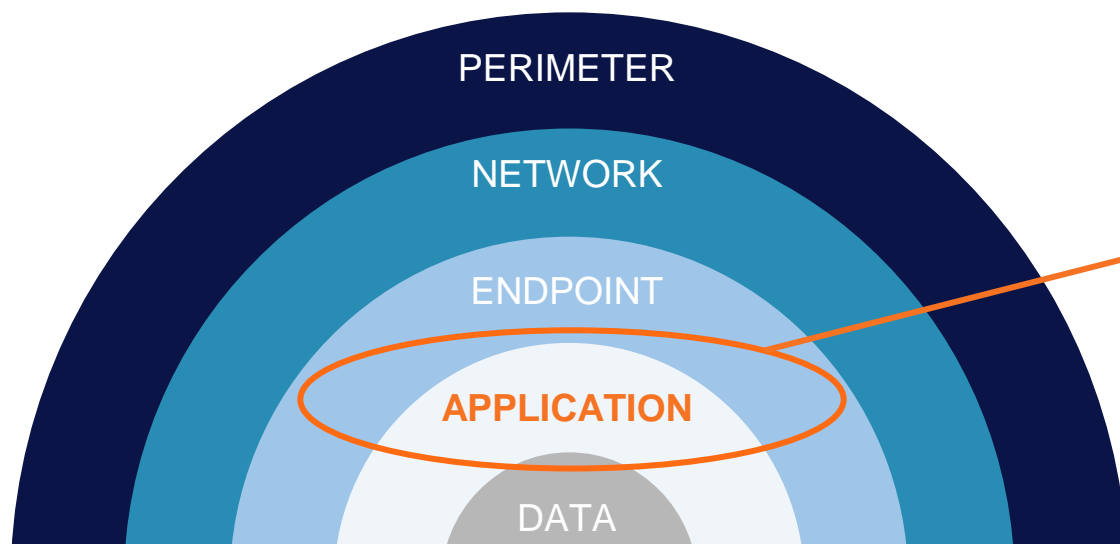 PERIMETER
NETWORK
ENDPOINT
APPLICATION
DATA